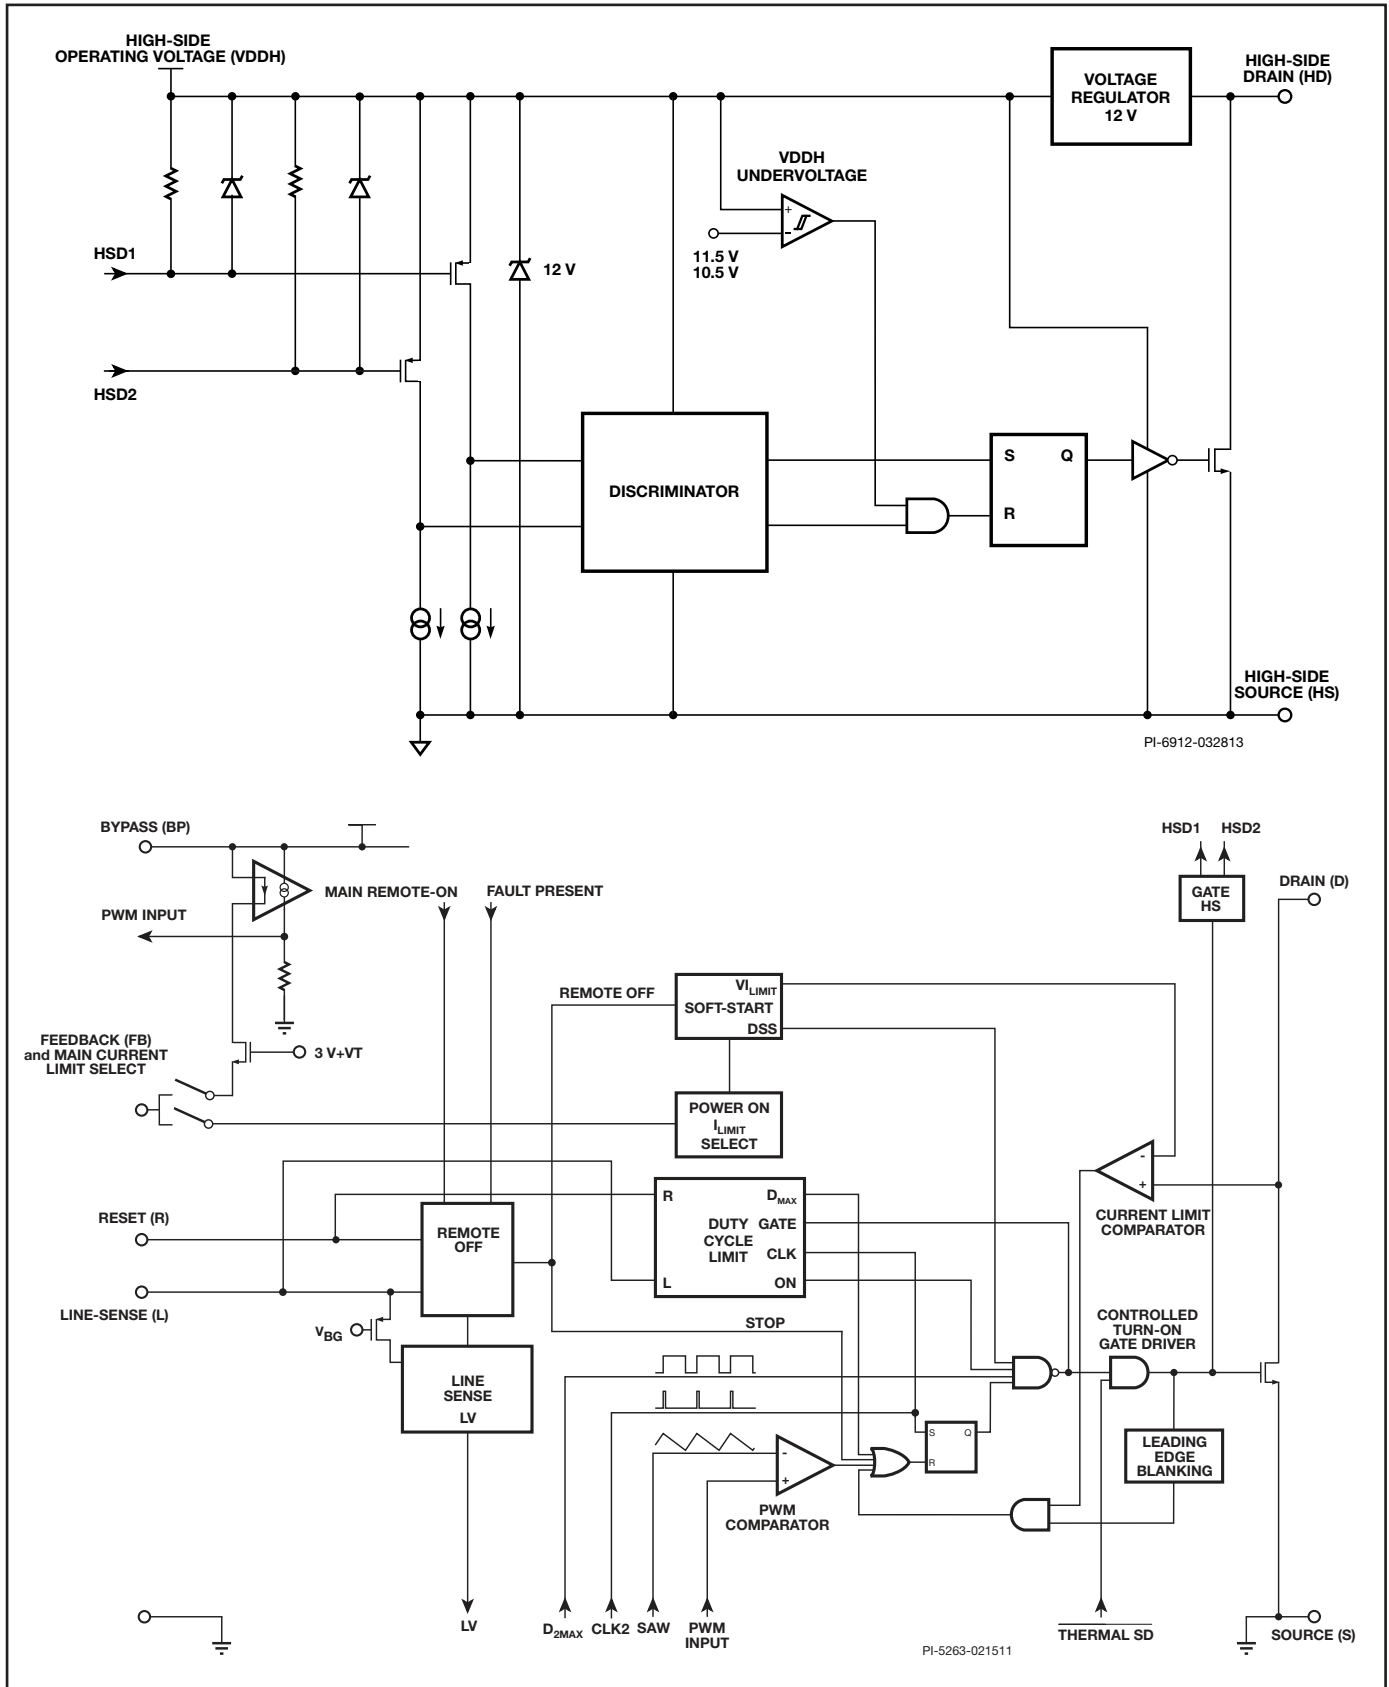 HIGH-SIDE
OPERATING VOLTAGE (VDDH)
VOLTAGE
REGULATOR
12 V
HIGH-SIDE
DRAIN (HD)
VDDH
UNDERVOLTAGE
+
-
11.5 V
10.5 V
HSD1
12 V
HSD2
DISCRIMINATOR
S
Q
R
HIGH-SIDE
SOURCE (HS)
PI-6912-032813
BYPASS (BP)
HSD1
HSD2
MAIN REMOTE-ON
FAULT PRESENT
DRAIN (D)
GATE
HS
PWM INPUT
REMOTE OFF
VILIMIT
SOFT-START
DSS
FEEDBACK (FB)
and MAIN CURRENT
LIMIT SELECT
3 V+VT
POWER ON
ILIMIT
SELECT
-
+
CURRENT LIMIT
COMPARATOR
RESET (R)
REMOTE
OFF
R
DMAX
DUTY
GATE
CYCLE
LIMIT
CLK
L
ON
LINE-SENSE (L)
VBG
STOP
CONTROLLED
TURN-ON
GATE DRIVER
LINE
SENSE
LV
S
Q
R
-
+
PWM
COMPARATOR
LEADING
EDGE
BLANKING
LV
D2MAX
CLK2
SAW
PWM
INPUT
THERMAL SD
SOURCE (S)
PI-5263-021511